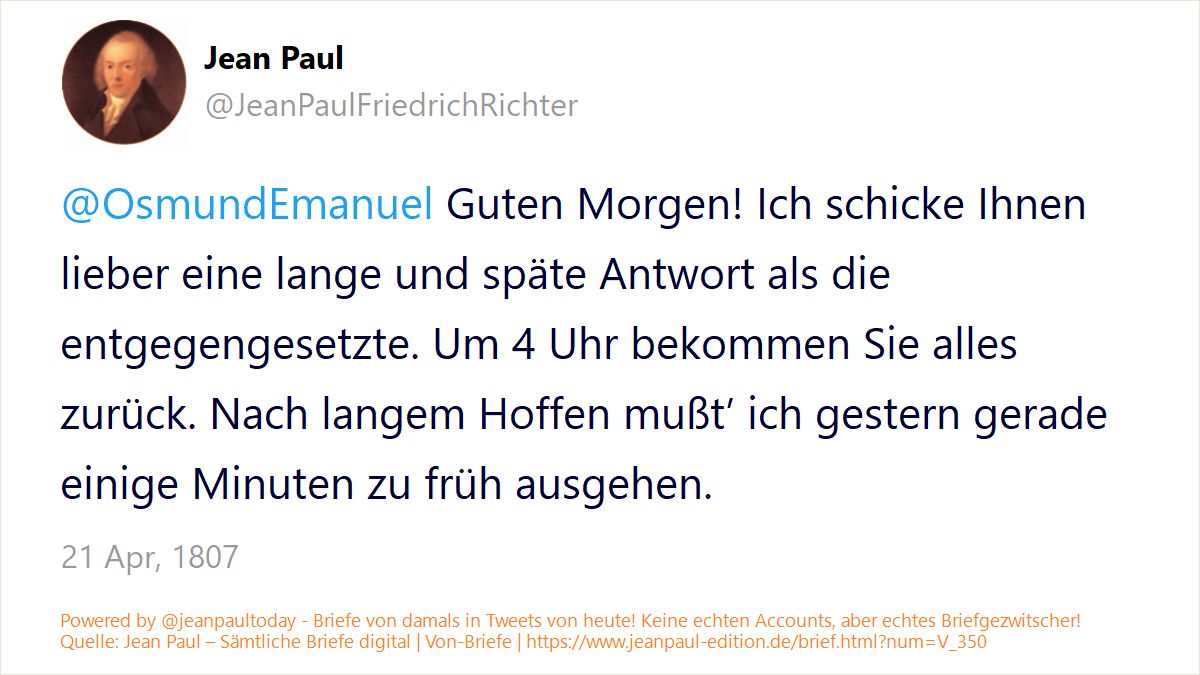 Jean Paul
@JeanPaulFriedrichRichter
@OsmundEmanuel Guten Morgen! Ich schicke Ihnen
lieber eine lange und späte Antwort als die
entgegengesetzte. Um 4 Uhr bekommen Sie alles
zurück. Nach langem Hoffen mußt’ ich gestern gerade
einige Minuten zu früh ausgehen.
21 Apr, 1807
Powered by @jeanpaultoday - Briefe von damals in Tweets von heute! Keine echten Accounts, aber echtes Briefgezwitscher!
Quelle: Jean Paul – Sämtliche Briefe digital | Von-Briefe | https://www.jeanpaul-edition.de/brief.html?num=V_350